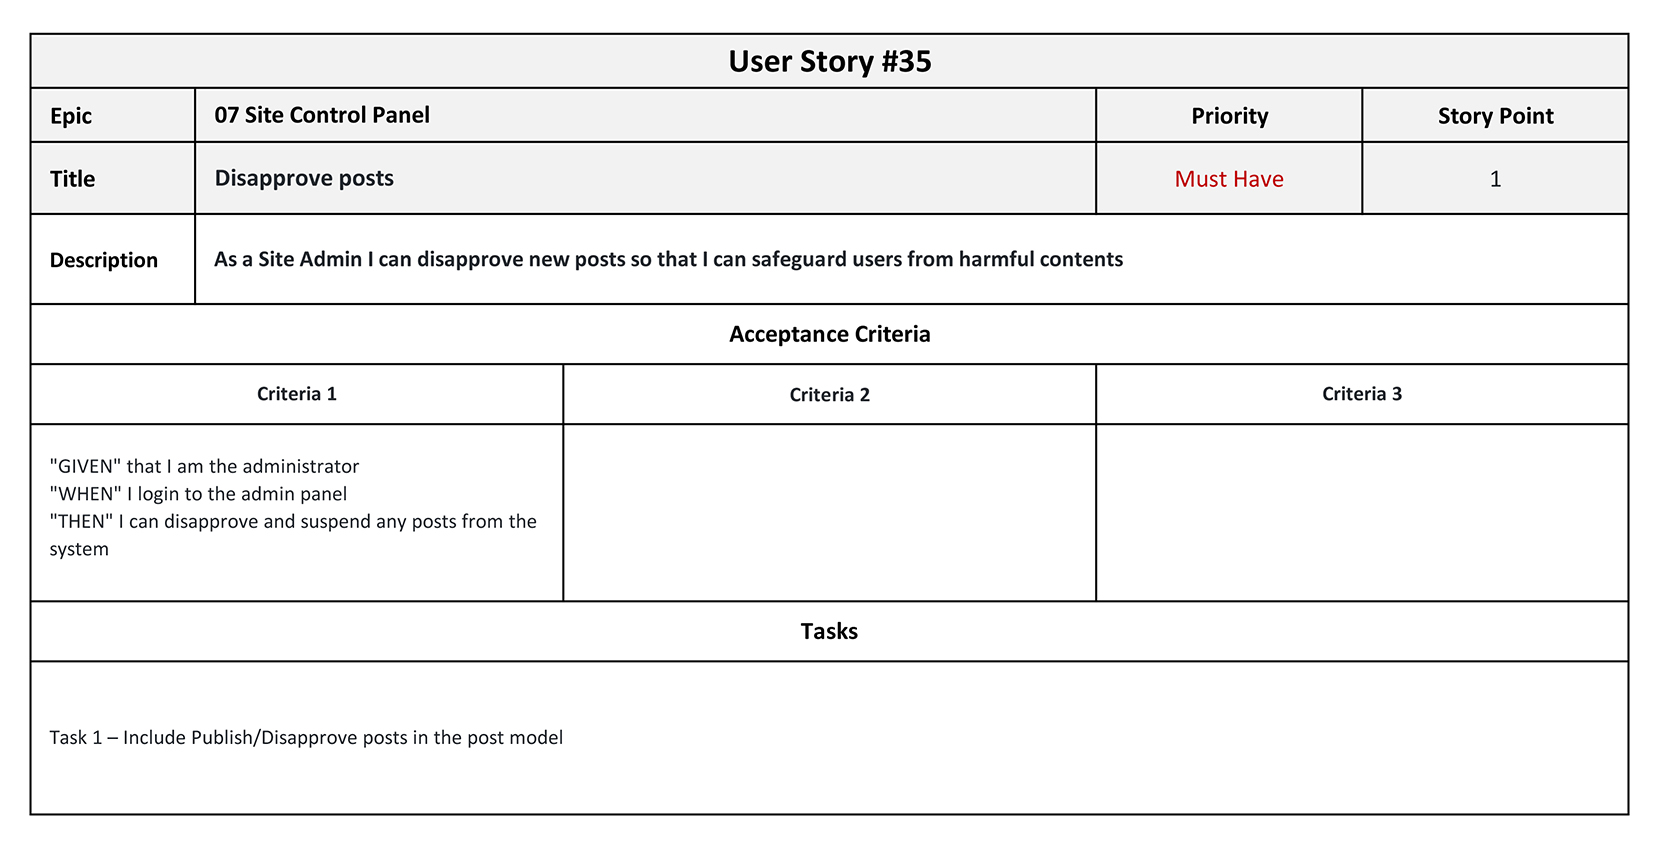 User Story #35
Epic
07 Site Control Panel
Priority
Story Point
Title
Disapprove posts
Must Have
1
Description
As a Site Admin I can disapprove new posts so that I can safeguard users from harmful contents
Acceptance Criteria
Criteria 1
Criteria 2
Criteria 3
"GIVEN" that I am the administrator
"WHEN" I login to the admin panel
"THEN" I can disapprove and suspend any posts from the
system
Tasks
Task 1 – Include Publish/Disapprove posts in the post model